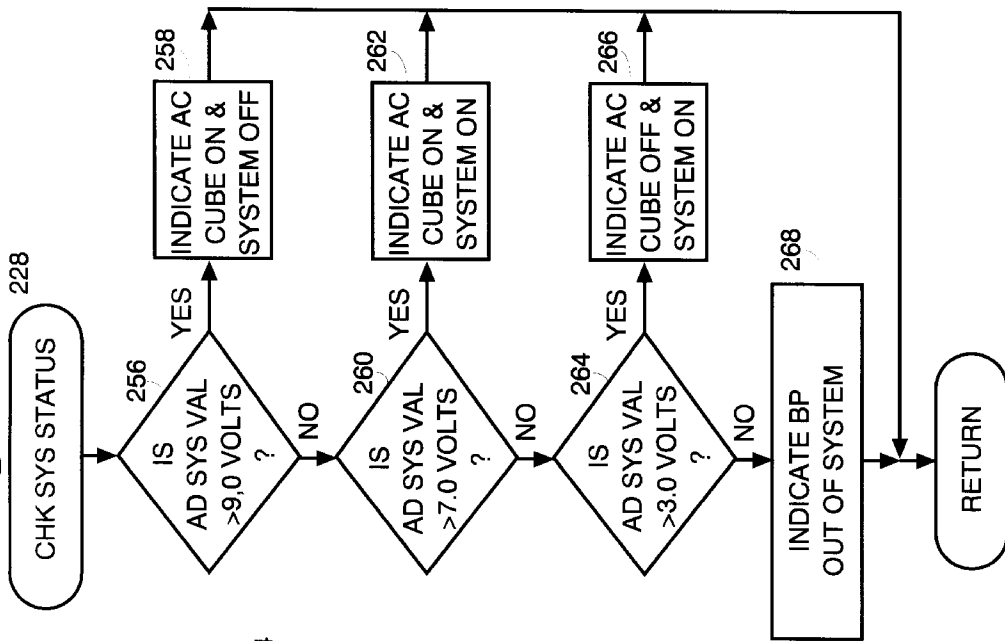 228
CHK SYS STATUS
256
IS
AD SYS VAL
>9,0 VOLTS
?
YES
258
INDICATE AC
CUBE ON &
SYSTEM OFF
NO
260
IS
AD SYS VAL
>7.0 VOLTS
?
YES
262
INDICATE AC
CUBE ON &
SYSTEM ON
NO
264
IS
AD SYS VAL
>3.0 VOLTS
?
YES
266
INDICATE AC
CUBE OFF &
SYSTEM ON
NO
268
INDICATE BP
OUT OF SYSTEM
RETURN